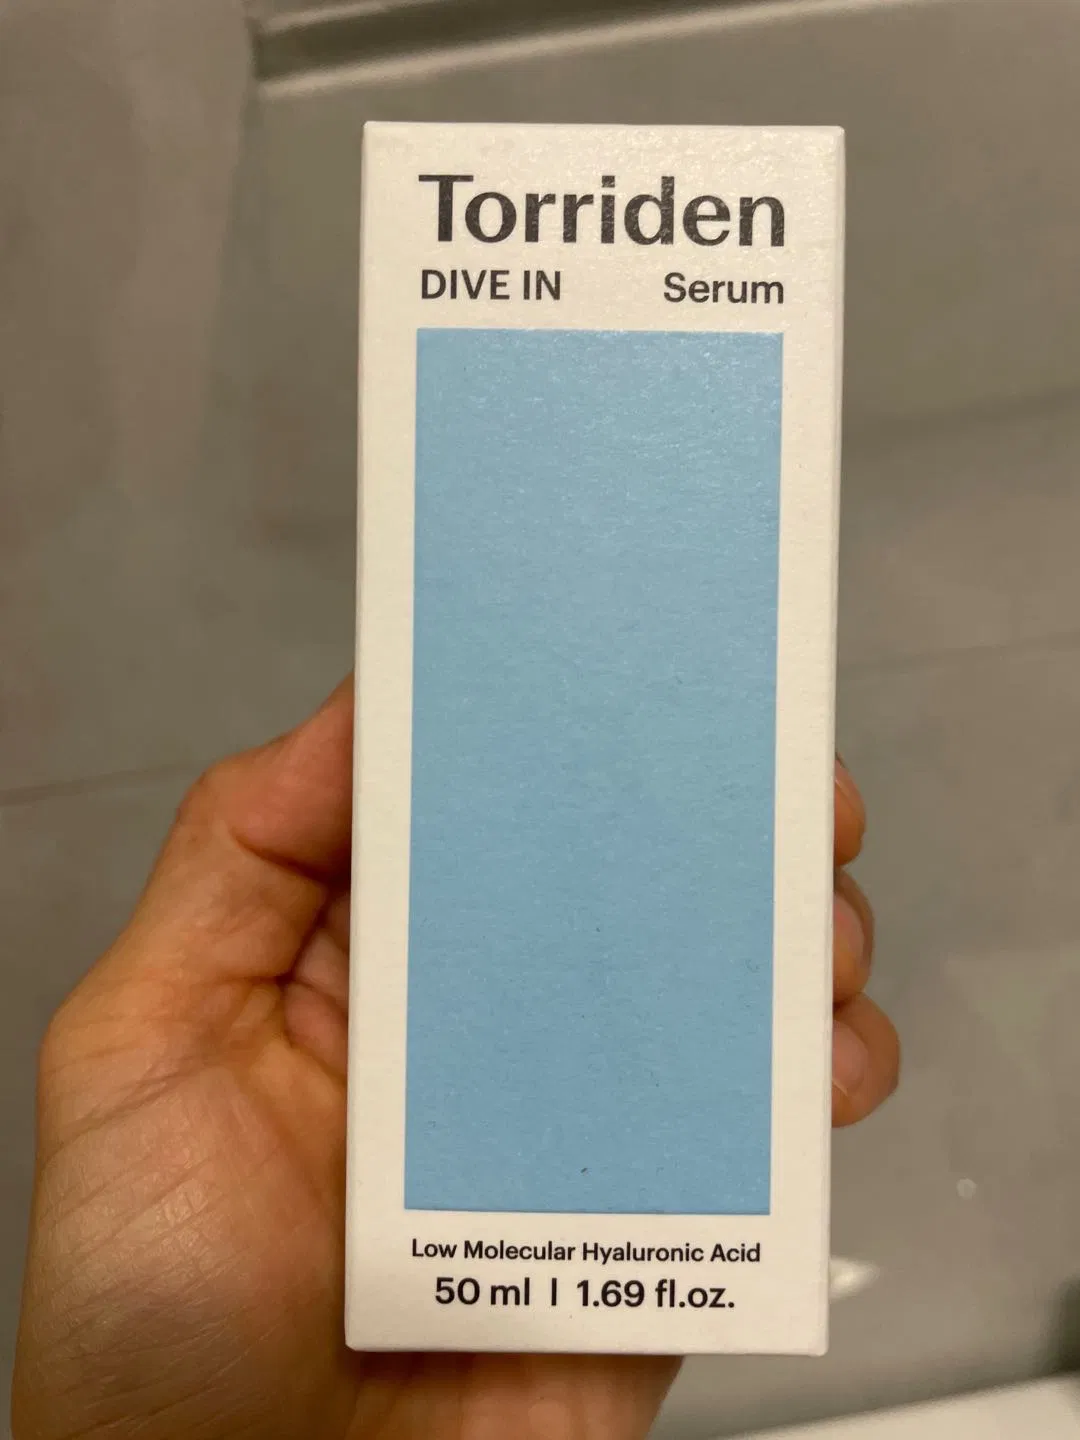 Torriden
DIVE IN Serum
Low Molecular Hyaluronic Acid
50 ml | 1.69 fl.oz.